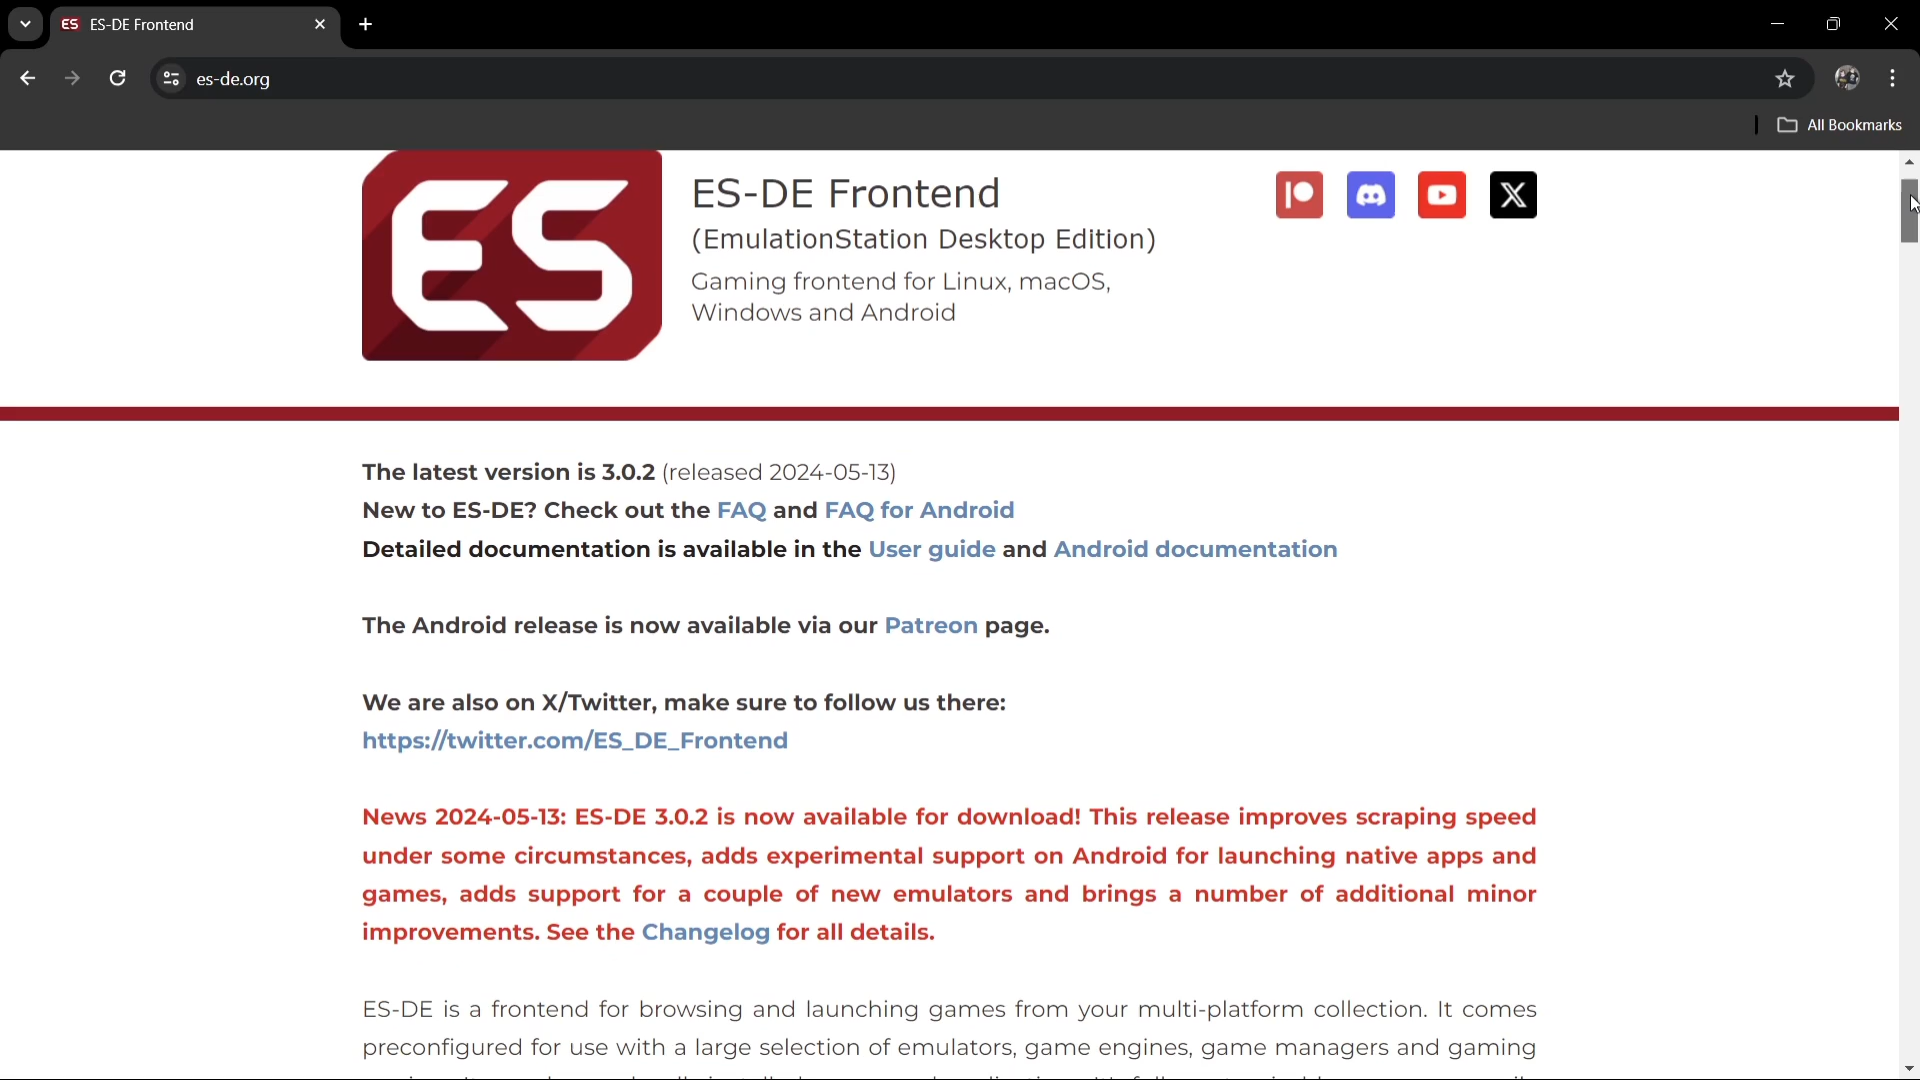 ES ES-DE Frontend
es-de.org
All Bookmarks
ES
ES-DE Frontend
(EmulationStation Desktop Edition)
Gaming frontend for Linux, macOS,
Windows and Android
The latest version is 3.0.2 (released 2024-05-13)
New to ES-DE? Check out the FAQ and FAQ for Android
Detailed documentation is available in the User guide and Android documentation
The Android release is now available via our Patreon page.
We are also on X/Twitter, make sure to follow us there:
https://twitter.com/ES_DE_Frontend
News 2024-05-13: ES-DE 3.0.2 is now available for download! This release improves scraping speed
under some circumstances, adds experimental support on Android for launching native apps and
games, adds support for a couple of new emulators and brings a number of additional minor
improvements. See the Changelog for all details.
ES-DE is a frontend for browsing and launching games from your multi-platform collection. It comes
preconfigured for use with a large selection of emulators, game engines, game managers and gaming